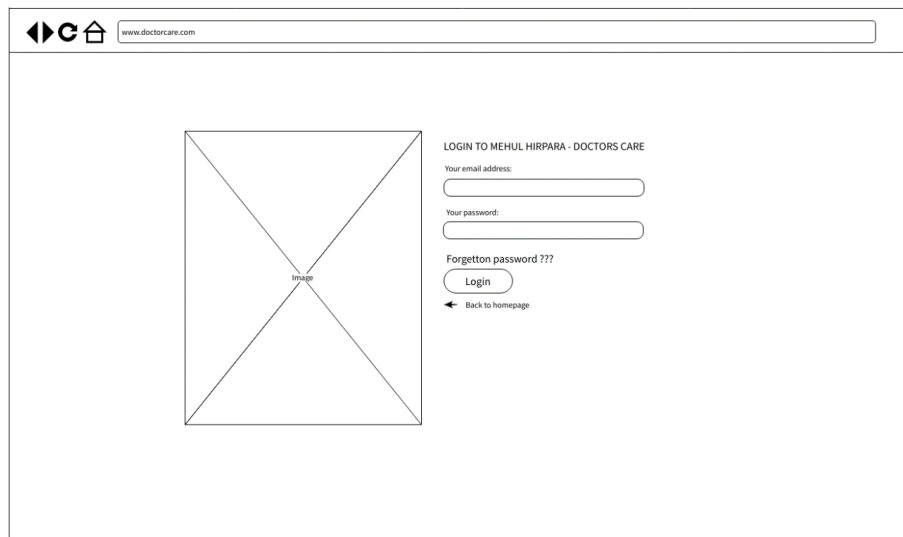 www.doctorcare.com
Image
LOGIN TO MEHUL HIRPARA - DOCTORS CARE
Your email address:
Your password:
Forgetton password ???
Login
Back to homepage